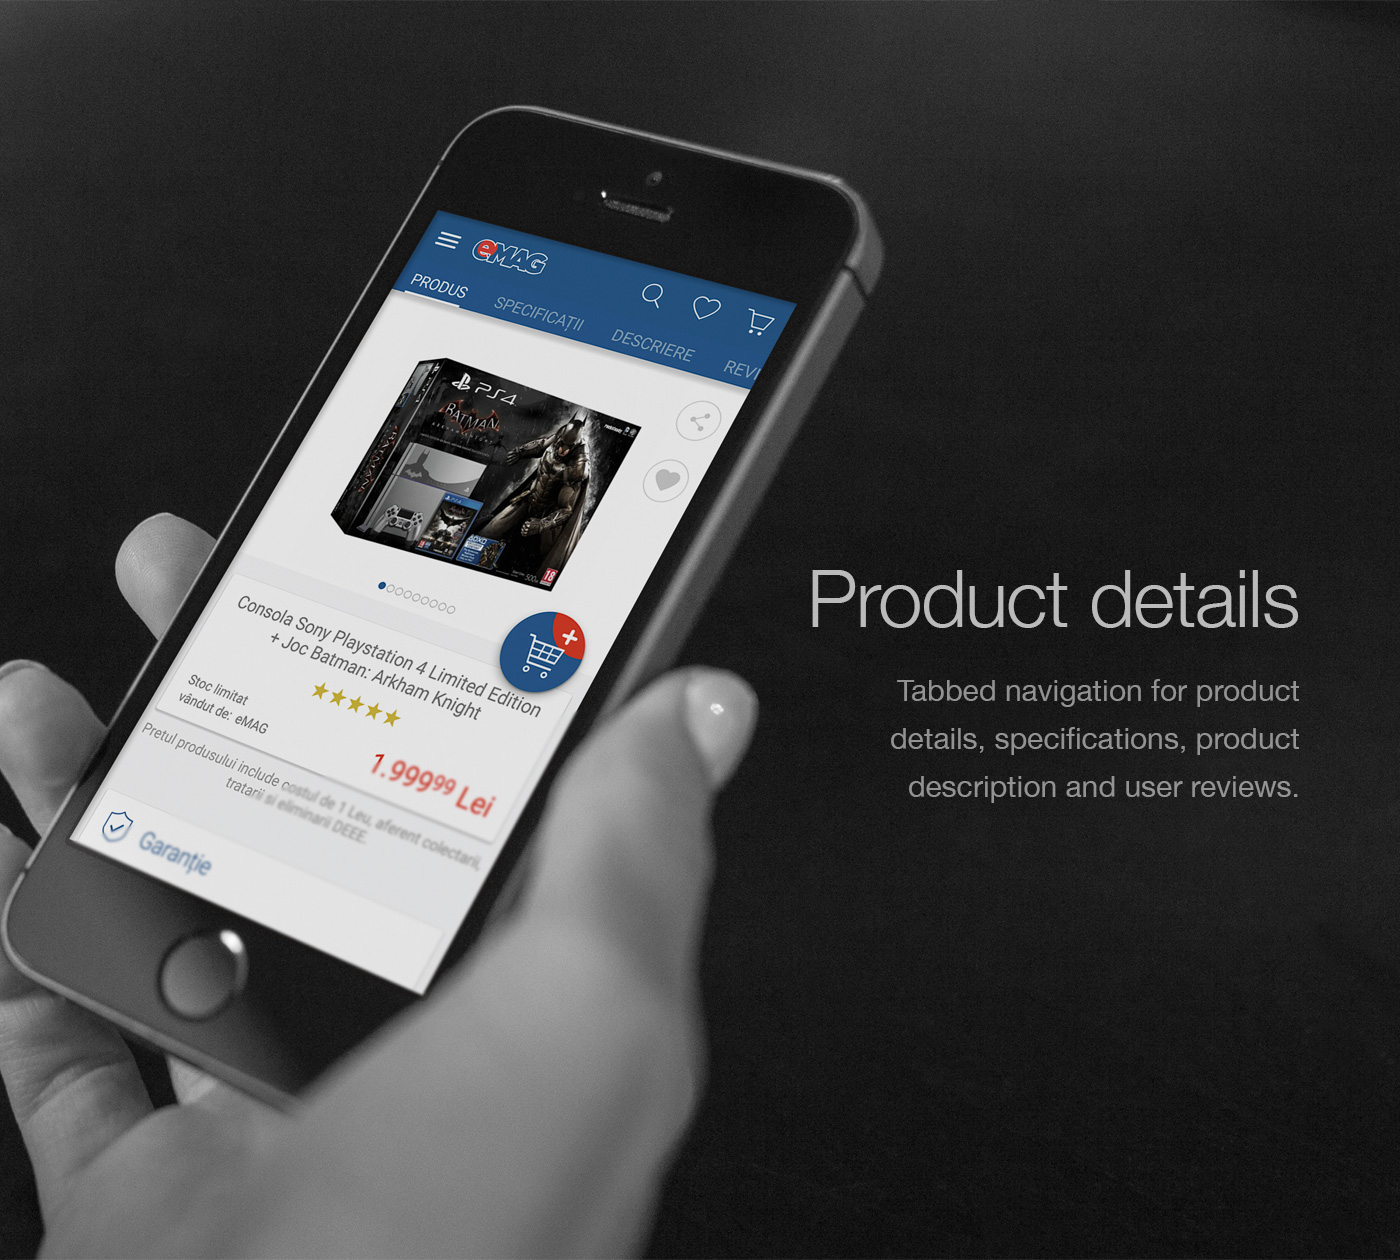 eMAG
PRODUS
SPECIFICAȚII
DESCRIERE
REVI
PS4
BATMAN
18
Consola Sony Playstation 4 Limited Edition
+ Joc Batman: Arkham Knight
Stoc limitat
vândut de: eMAG
1.999⁹⁹ Lei
Pretul produsului include costul de 1 Leu, aferent colectarii,
tratarii si eliminarii DEEE.
Garanție
Product details
Tabbed navigation for product
details, specifications, product
description and user reviews.